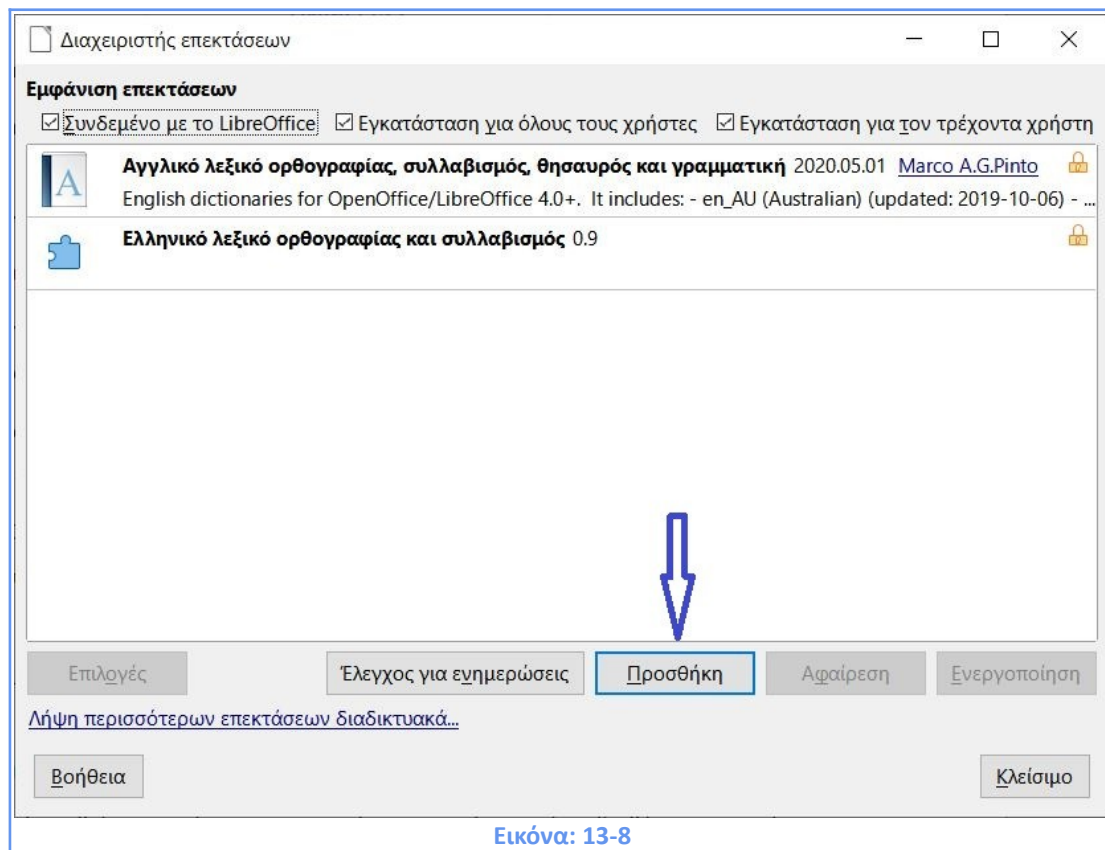 Διαχειριστής επεκτάσεων
Εμφάνιση επεκτάσεων
Συνδεμένο με το LibreOffice Εγκατάσταση για όλους τους χρήστες Εγκατάσταση για τον τρέχοντα χρήστη
Αγγλικό λεξικό ορθογραφίας, συλλαβισμός, θησαυρός και γραμματική 2020.05.01 Marco A.G.Pinto
English dictionaries for OpenOffice/LibreOffice 4.0+. It includes: - en_AU (Australian) (updated: 2019-10-06) - ...
Ελληνικό λεξικό ορθογραφίας και συλλαβισμός 0.9
Επιλογές Έλεγχος για ενημερώσεις Προσθήκη Αφαίρεση Ενεργοποίηση
Λήψη περισσότερων επεκτάσεων διαδικτυακά...
Βοήθεια Κλείσιμο
Εικόνα: 13-8